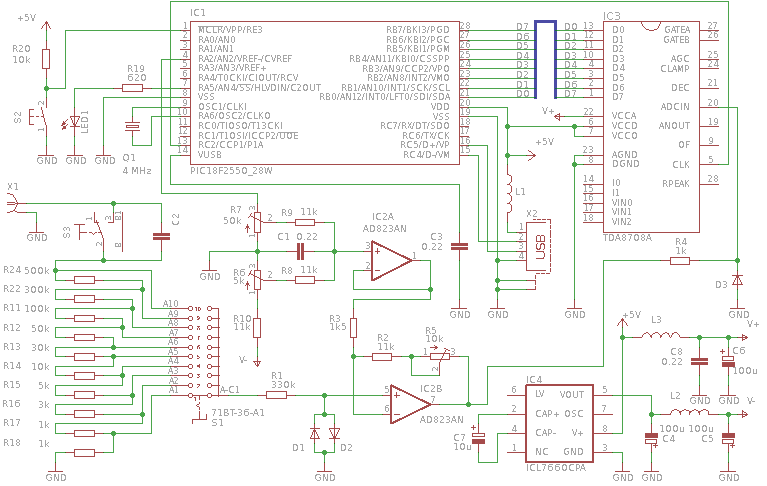 IC1
IC3
+5V
MCLR/VPP/RE3
RA0/AN0
RA1/AN1
RA2/AN2/VREF-/CVREF
RA3/AN3/VREF+
RA4/T0CKI/C1OUT/RCV
RA5/AN4/SS/HLVDIN/C2OUT
VSS
OSC1/CLKI
RA6/OSC2/CLKO
RC0/T1OSO/T13CKI
RC1/T1OSI/CCP2/UOE
RC2/CCP1/P1A
VUSB
1
2
3
4
5
6
7
8
9
10
11
12
13
14
RB7/KBI3/PGD
RB6/KBI2/PGC
RB5/KBI1/PGM
RB4/AN11/KBI0/CSSPP
RB3/AN9/CCP2/VPO
RB2/AN8/INT2/VMO
RB1/AN10/INT1/SCK/SCL
RB0/AN12/INT0/LFT0/SDI/SDA
VDD
VSS
RC7/RX/DT/SDO
RC6/TX/CK
RC5/D+/VP
RC4/D-/VM
28
27
26
25
24
23
22
21
20
19
18
17
16
15
PIC18F2550_28W
D7
D6
D5
D4
D3
D2
D1
D0
D0
D1
D2
D3
D4
D5
D6
D7
13
12
11
10
5
4
3
2
D0
D1
D2
D3
D4
D5
D6
D7
22
6
7
VCCA
VCCD
VCCO
23
8
AGND
DGND
14
15
16
17
18
I0
I1
VIN0
VIN1
VIN2
GATEA
GATEB
AGC
CLAMP
DEC
ADCIN
ANOUT
OF
CLK
RPEAK
27
26
25
24
21
20
19
9
5
28
TDA8708A
V+
+5V
R20
10k
R19
620
S2
2
1
LED1
GND
GND
GND
Q1
4 MHz
X1
GND
S3
1
3
2
B1
B
C2
R7
50k
R9
11k
C1
0.22
GND
R6
5k
R8
11k
R10
11k
V-
IC2A
AD823AN
3
2
1
C3
0.22
GND
L1
X2
USB
1
2
3
4
GND
GND
R4
1k
D3
GND
R24
500k
R22
300k
R11
100k
R12
50k
R13
30k
R14
10k
R15
5k
R16
3k
R17
1k
R18
1k
GND
A10
A9
A8
A7
A6
A5
A4
A3
A2
A1
A-C1
71BT-36-A1
S1
R1
330k
D1
D2
GND
R3
1k5
R2
11k
R5
10k
IC2B
AD823AN
5
6
7
C7
10u
IC4
LV
CAP+
CAP-
NC
VOUT
OSC
V+
GND
6
2
4
1
5
7
8
3
ICL7660CPA
GND
+5V
L3
V+
C8
0.22
C6
100u
GND
GND
L2
V-
100u
C4
100u
C5
GND
GND